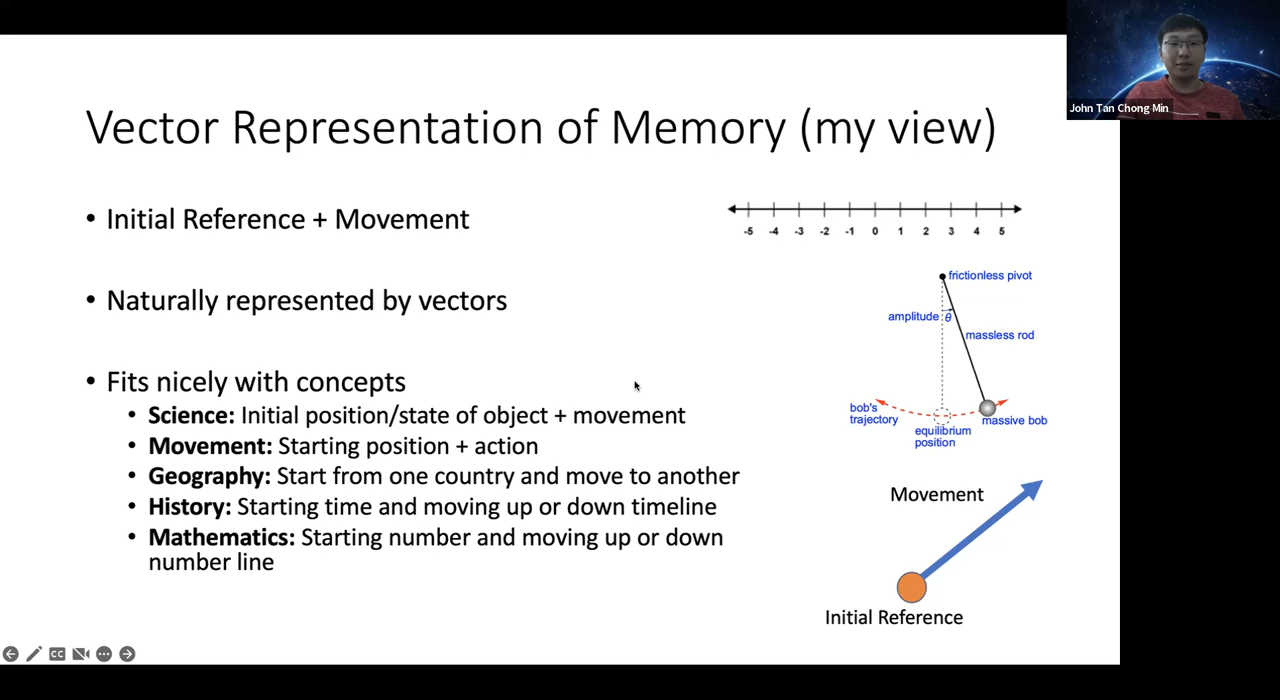 John Tan Chong Min
Vector Representation of Memory (my view)
• Initial Reference + Movement
• Naturally represented by vectors
• Fits nicely with concepts
• Science: Initial position/state of object + movement
• Movement: Starting position + action
• Geography: Start from one country and move to another
• History: Starting time and moving up or down timeline
• Mathematics: Starting number and moving up or down
number line
-5 -4 -3 -2 -1 0 1 2 3 4 5
frictionless pivot
amplitude θ
massless rod
bob's
trajectory
equilibrium
position
massive bob
Movement
Initial Reference
CC